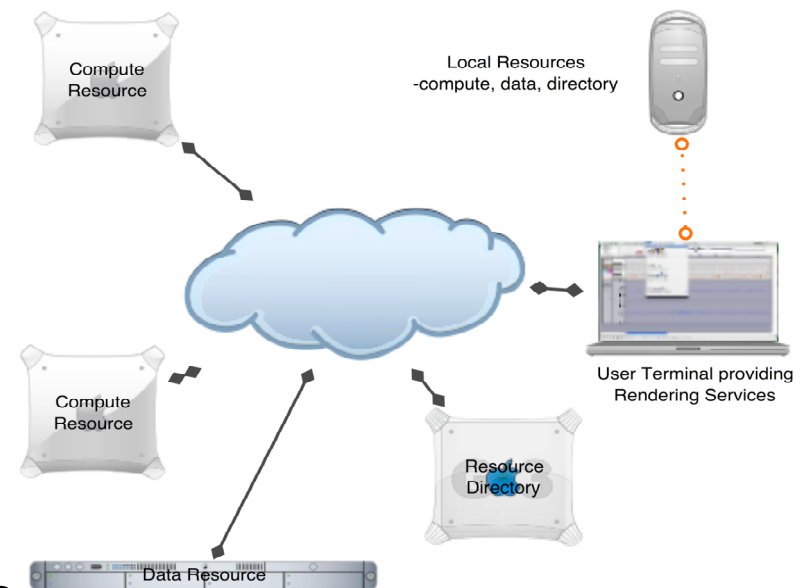 Compute
Resource
Local Resources
-compute, data, directory
User Terminal providing
Rendering Services
Compute
Resource
Resource
Directory
Data Resource